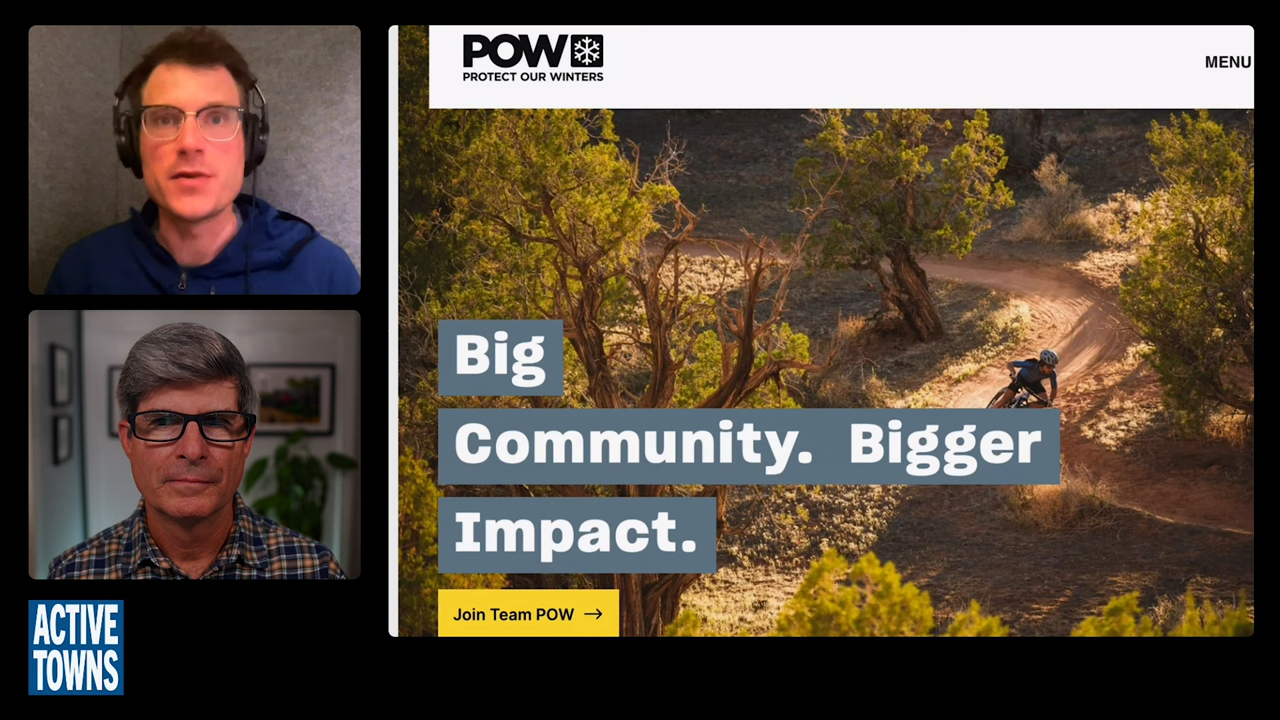 POW
PROTECT OUR WINTERS
MENU
Big
Community. Bigger
Impact.
Join Team POW →
ACTIVE
TOWNS